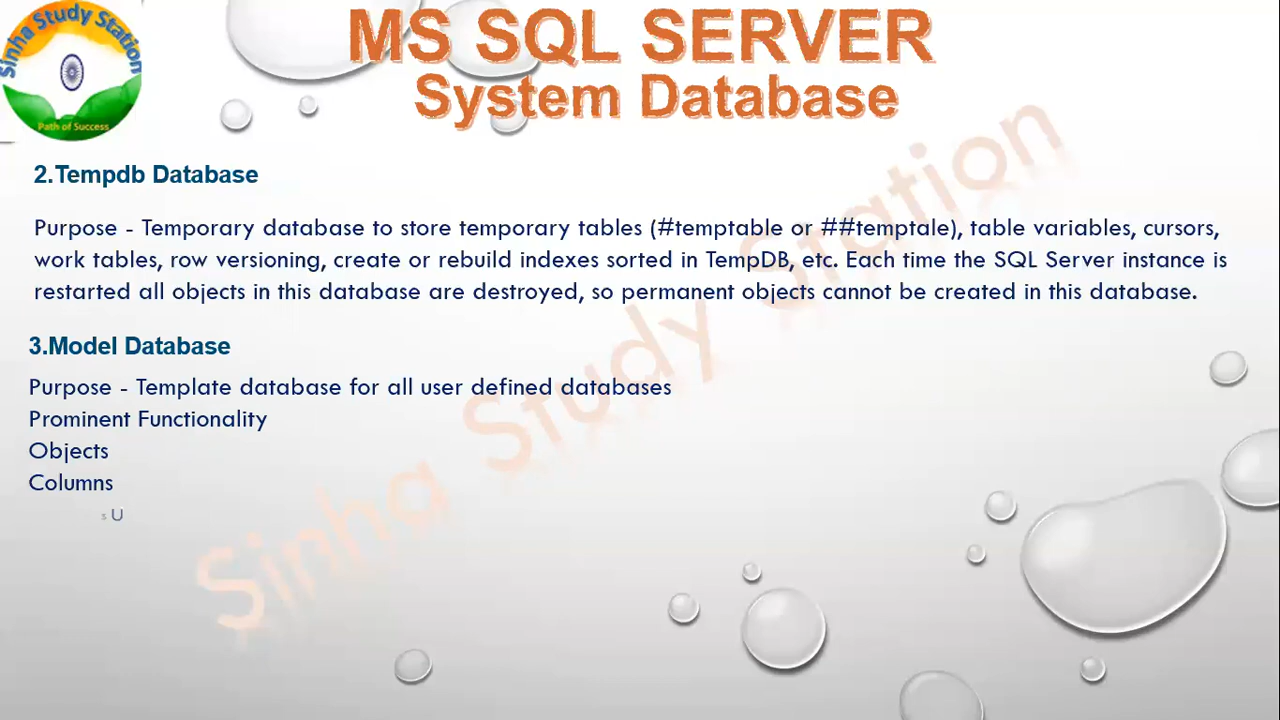 Sinha Study Station
Path of Success
MS SQL SERVER
System Database
2.Tempdb Database
Purpose - Temporary database to store temporary tables (#temptable or ##temptale), table variables, cursors,
work tables, row versioning, create or rebuild indexes sorted in TempDB, etc. Each time the SQL Server instance is
restarted all objects in this database are destroyed, so permanent objects cannot be created in this database.
3.Model Database
Purpose - Template database for all user defined databases
Prominent Functionality
Objects
Columns
s U
Sinha Study Station